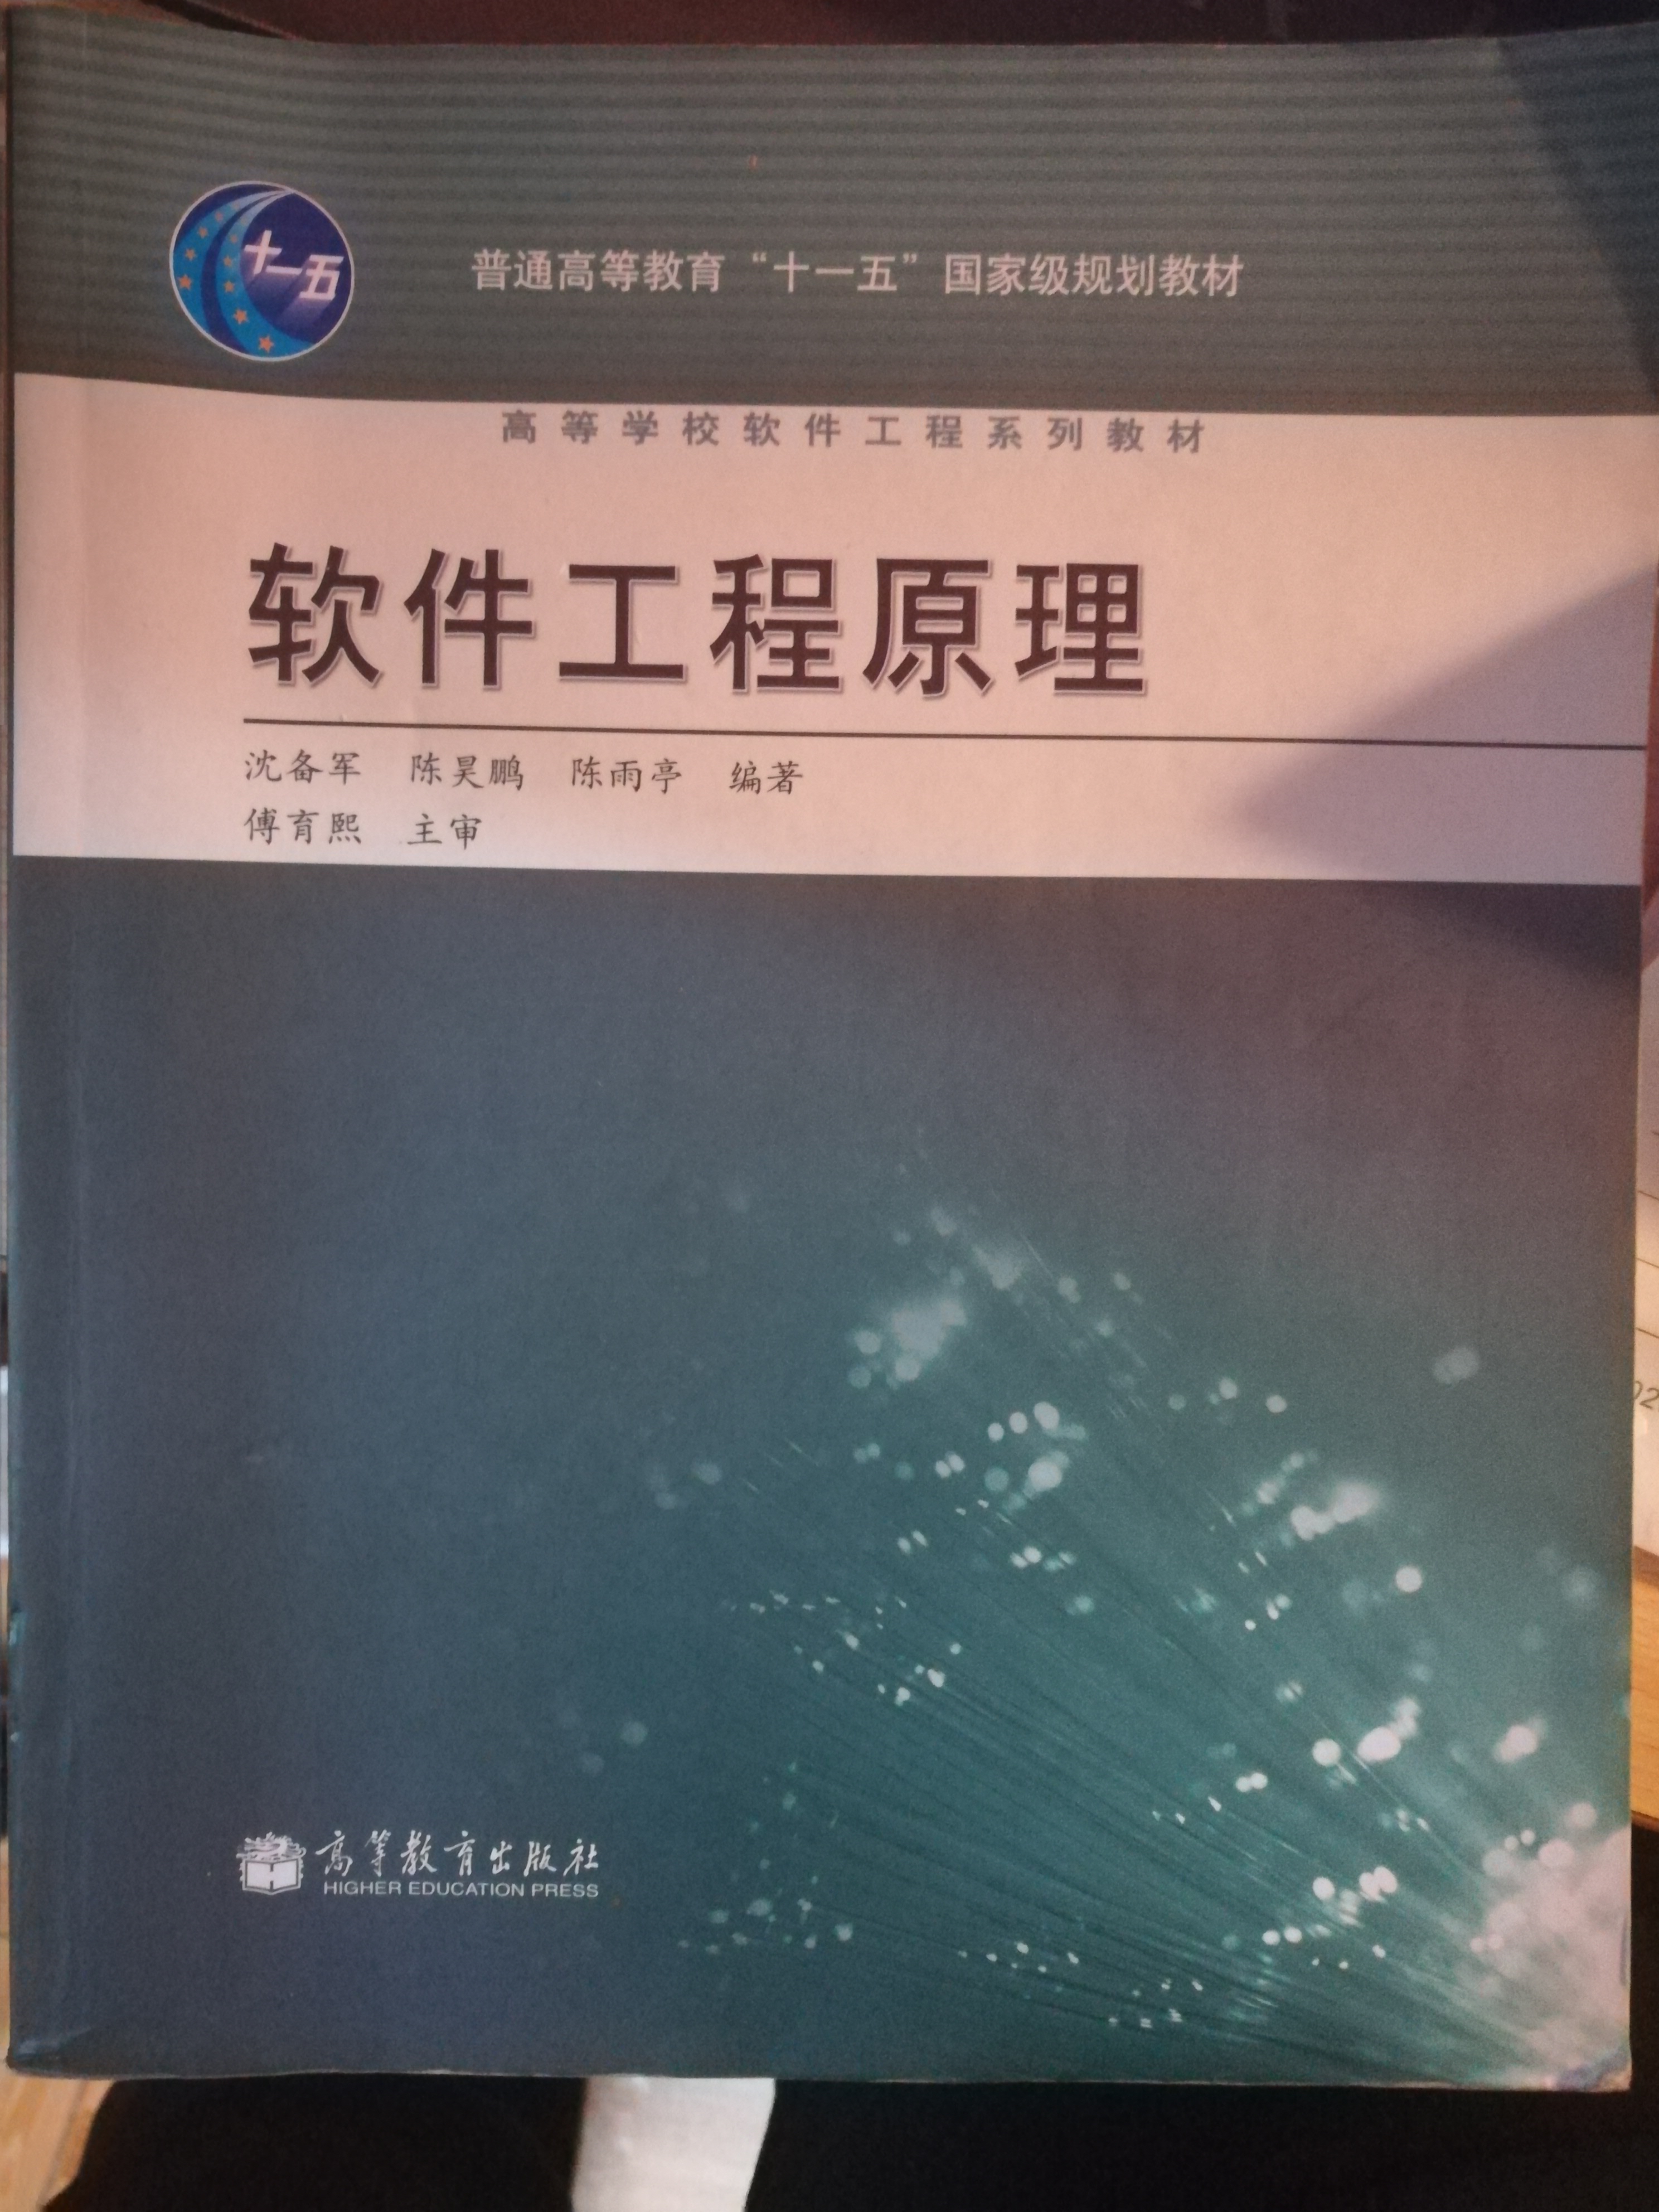 十一五
普通高等教育“十一五”国家级规划教材
高等学校软件工程系列教材
软件工程原理
沈备军 陈昊鹏 陈雨亭 编著
傅育熙 主审
高等教育出版社
HIGHER EDUCATION PRESS